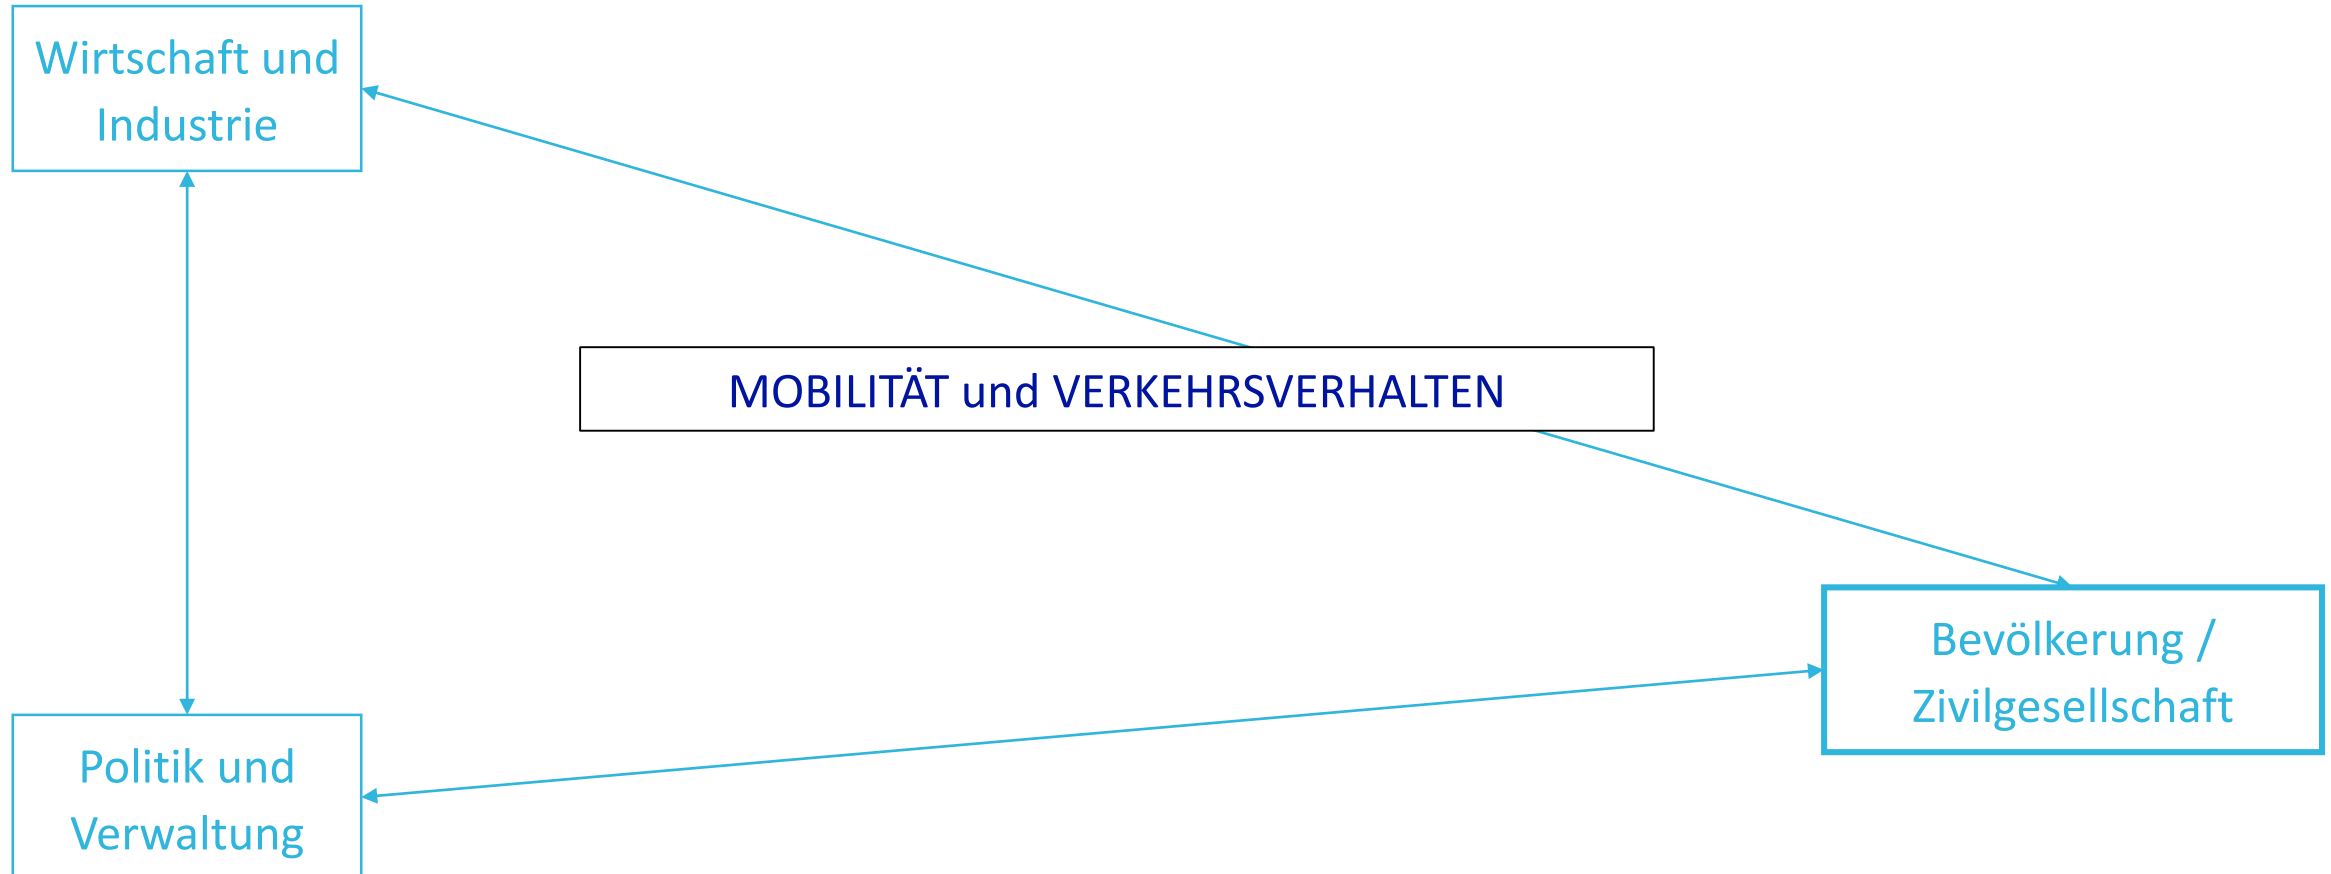 Wirtschaft und
Industrie
MOBILITÄT und VERKEHRSVERHALTEN
Bevölkerung /
Zivilgesellschaft
Politik und
Verwaltung